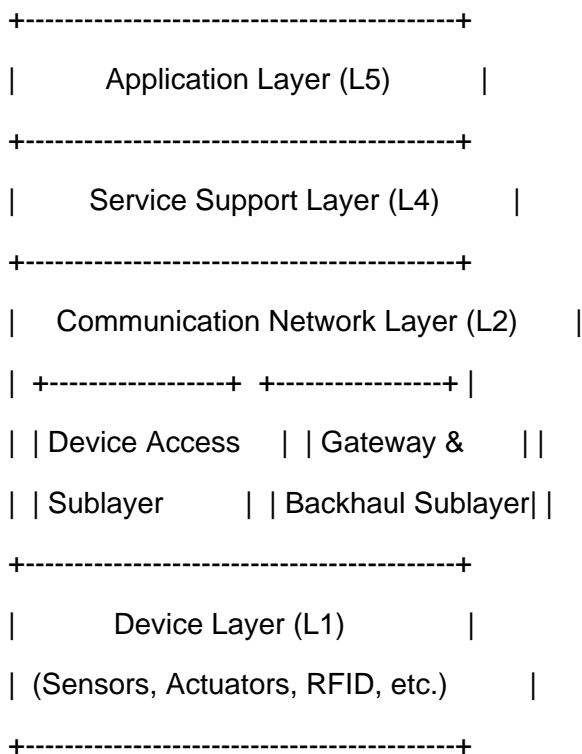 +--------------------------------------------+
|          Application Layer (L5)          |
+--------------------------------------------+
|        Service Support Layer (L4)        |
+--------------------------------------------+
|    Communication Network Layer (L2)      |
| +------------------+ +-----------------+ |
| | Device Access    | | Gateway &      | |
| | Sublayer         | | Backhaul Sublayer| |
+--------------------------------------------+
|           Device Layer (L1)              |
| (Sensors, Actuators, RFID, etc.)         |
+--------------------------------------------+